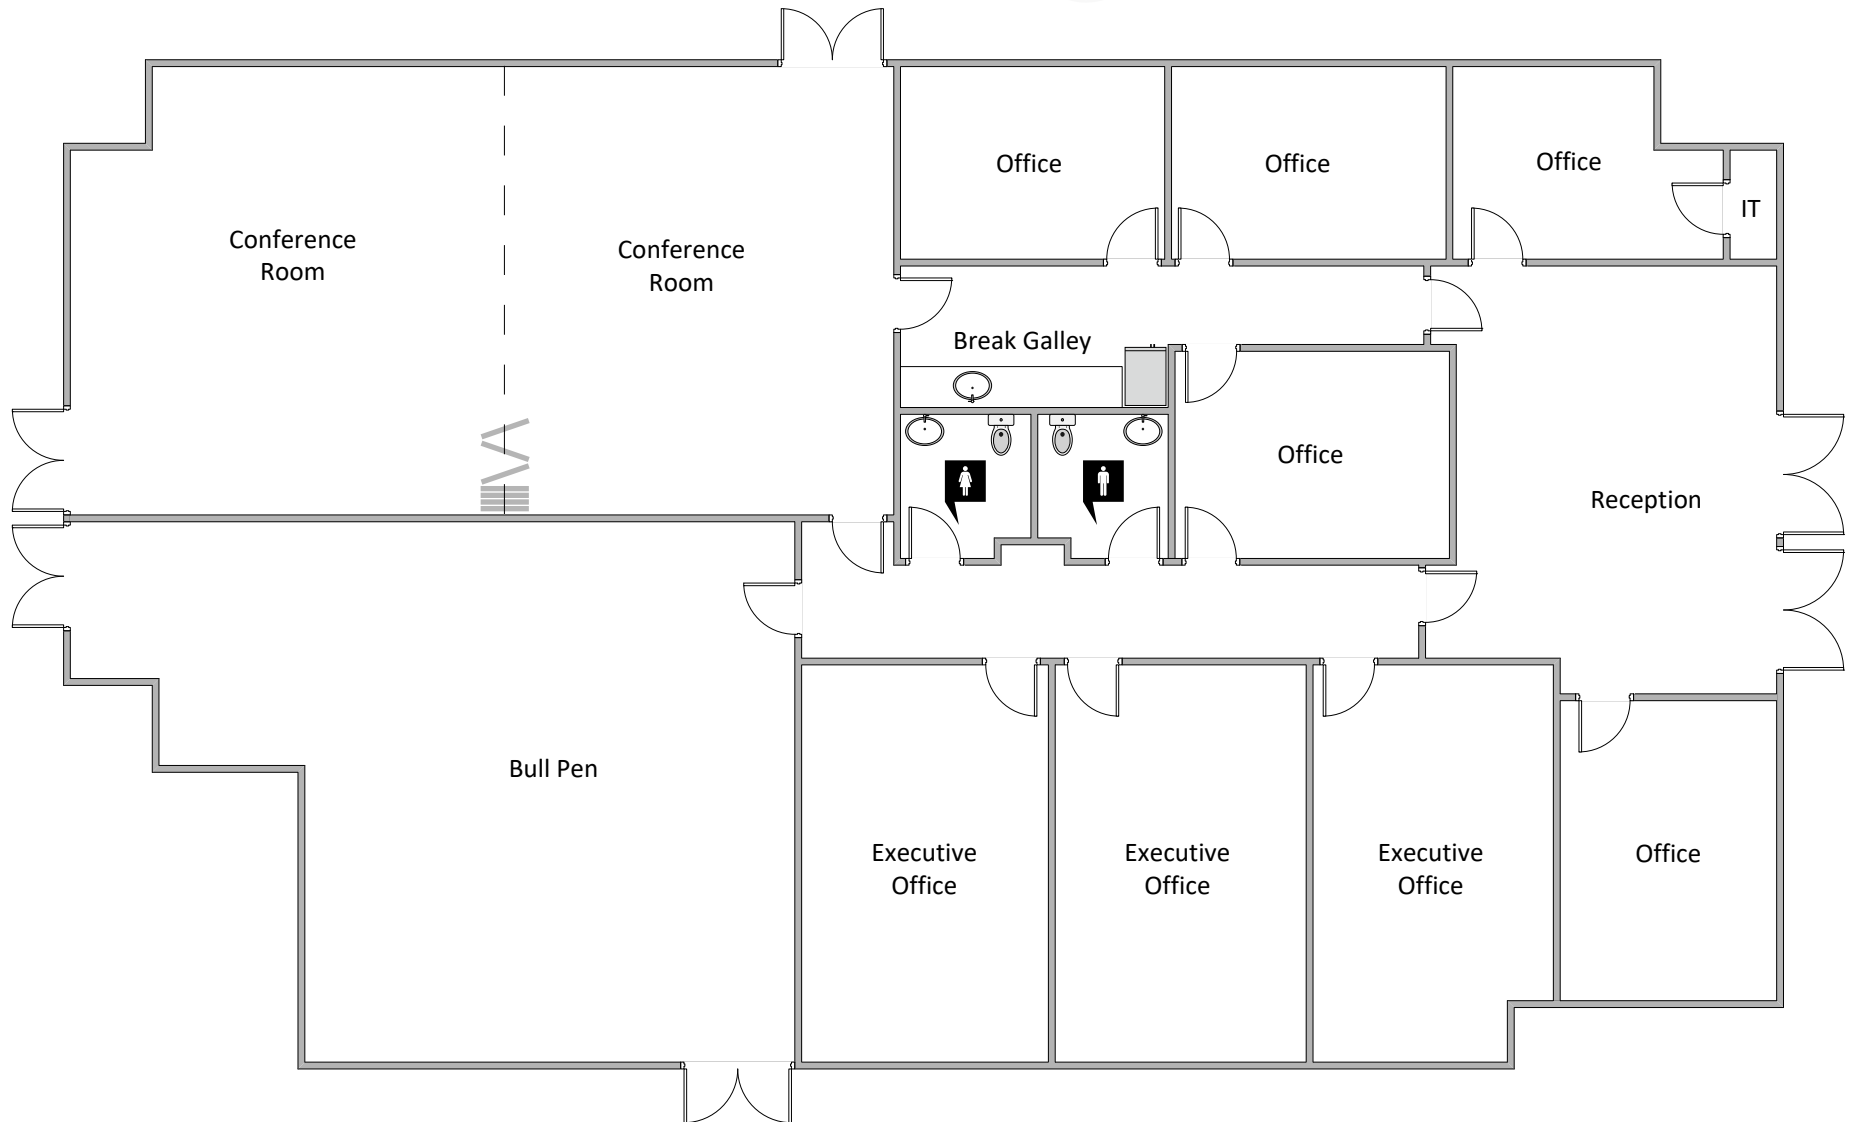 Office
Office
Office
IT
Conference
Room
Conference
Room
Break Galley
Office
Reception
Bull Pen
Executive
Office
Executive
Office
Executive
Office
Office